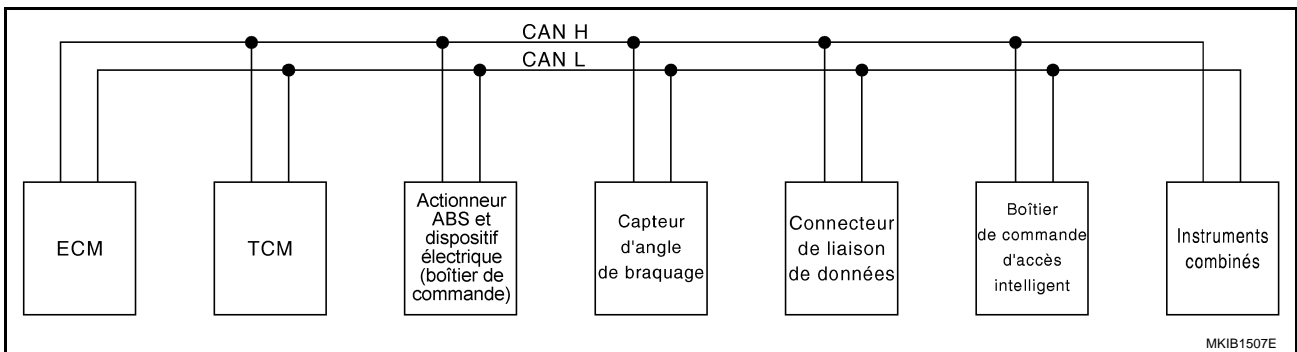 CAN H
CAN L
ECM
TCM
Actionneur
ABS et
dispositif
électrique
(boîtier de
commande)
Capteur
d'angle
de braquage
Connecteur
de liaison
de données
Boîtier
de commande
d'accès
intelligent
Instruments
combinés
MKIB1507E